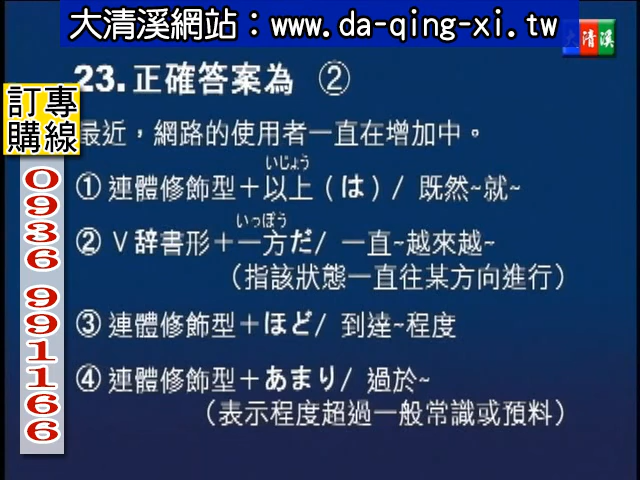 大清溪網站：www.da-qing-xi.tw
大清溪
訂專
購線
0936 991166
23.正確答案為 ②
最近，網路的使用者一直在增加中。
いじょう
① 連體修飾型＋以上（は）/ 既然~就~
いっぽう
② V辞書形＋一方だ/ 一直~越來越~
（指該狀態一直往某方向進行）
③ 連體修飾型＋ほど/ 到達~程度
④ 連體修飾型＋あまり/ 過於~
（表示程度超過一般常識或預料）